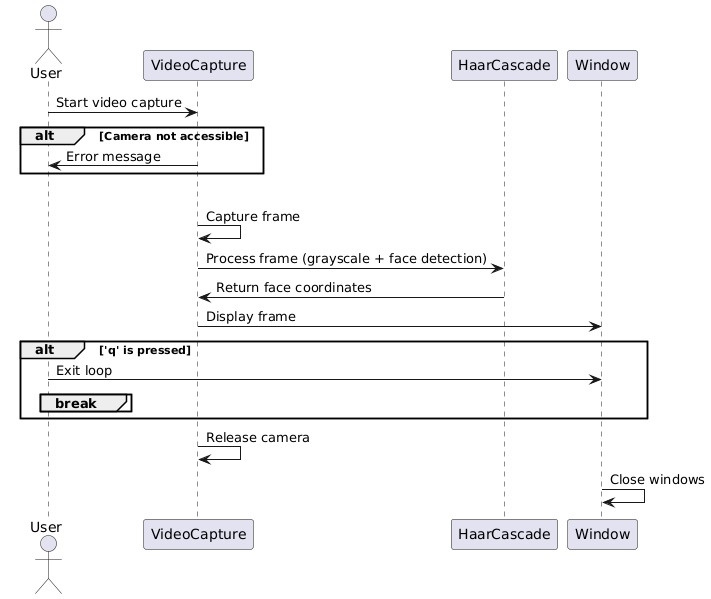 User
VideoCapture
HaarCascade
Window
Start video capture
alt [Camera not accessible]
Error message
Capture frame
Process frame (grayscale + face detection)
Return face coordinates
Display frame
alt ['q' is pressed]
Exit loop
break
Release camera
Close windows
User
VideoCapture
HaarCascade
Window